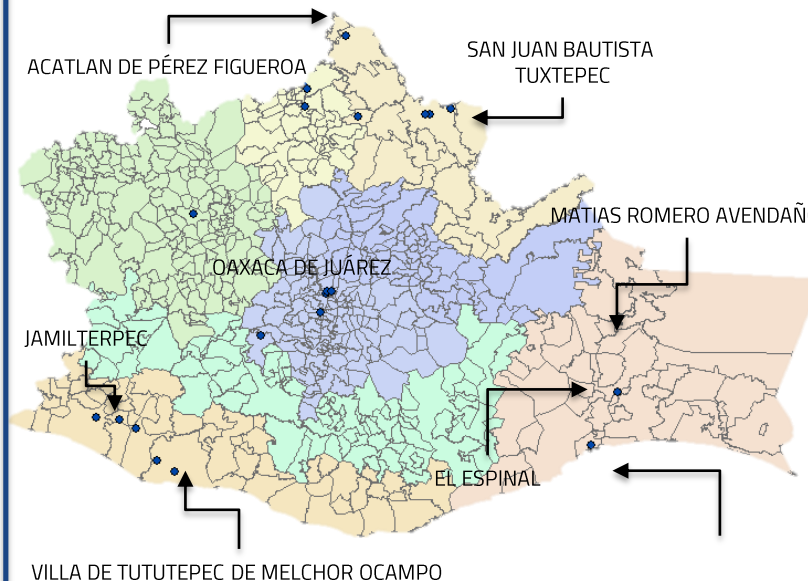 ACATLAN DE PÉREZ FIGUEROA
SAN JUAN BAUTISTA
TUXTEPEC
MATIAS ROMERO AVENDAÑ
OAXACA DE JUÁREZ
JAMILTERPEC
EL ESPINAL
VILLA DE TUTUTEPEC DE MELCHOR OCAMPO